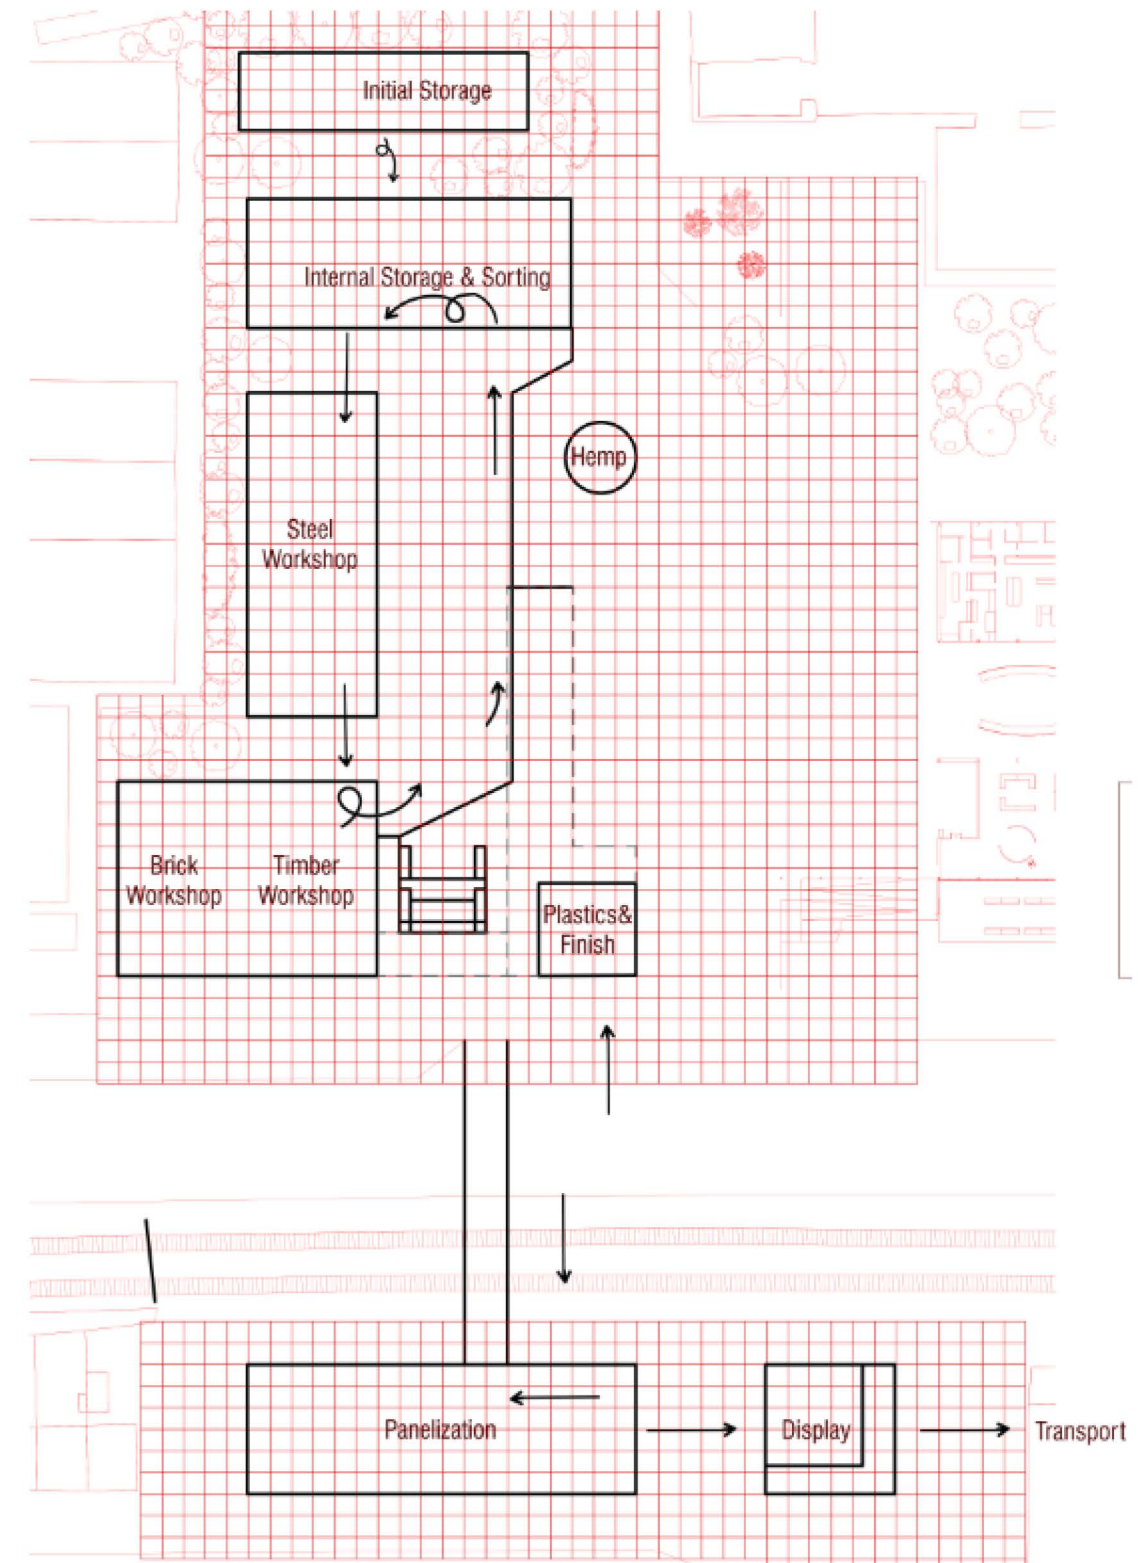 Initial Storage
Internal Storage & Sorting
Hemp
Steel
Workshop
Brick
Workshop
Timber
Workshop
Plastics&
Finish
Panelization
Display
Transport